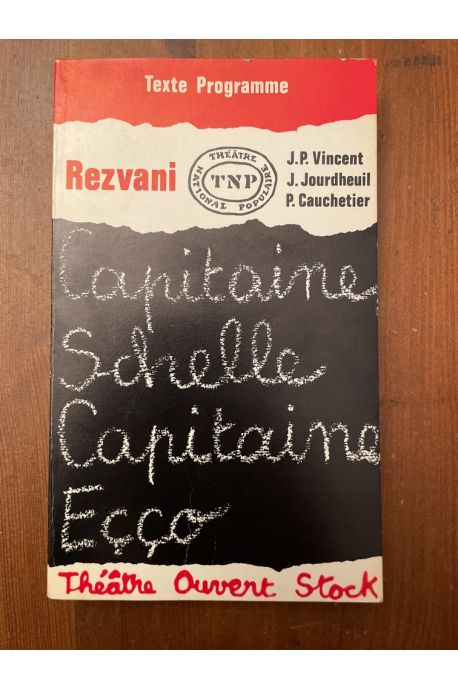 Texte Programme
Rezvani
THÉÂTRE NATIONAL POPULAIRE
TNP
J.P. Vincent
J. Jourdheuil
P. Cauchetier
Capitaine
Schelle
Capitaine
Eçço
Théâtre Ouvert Stock